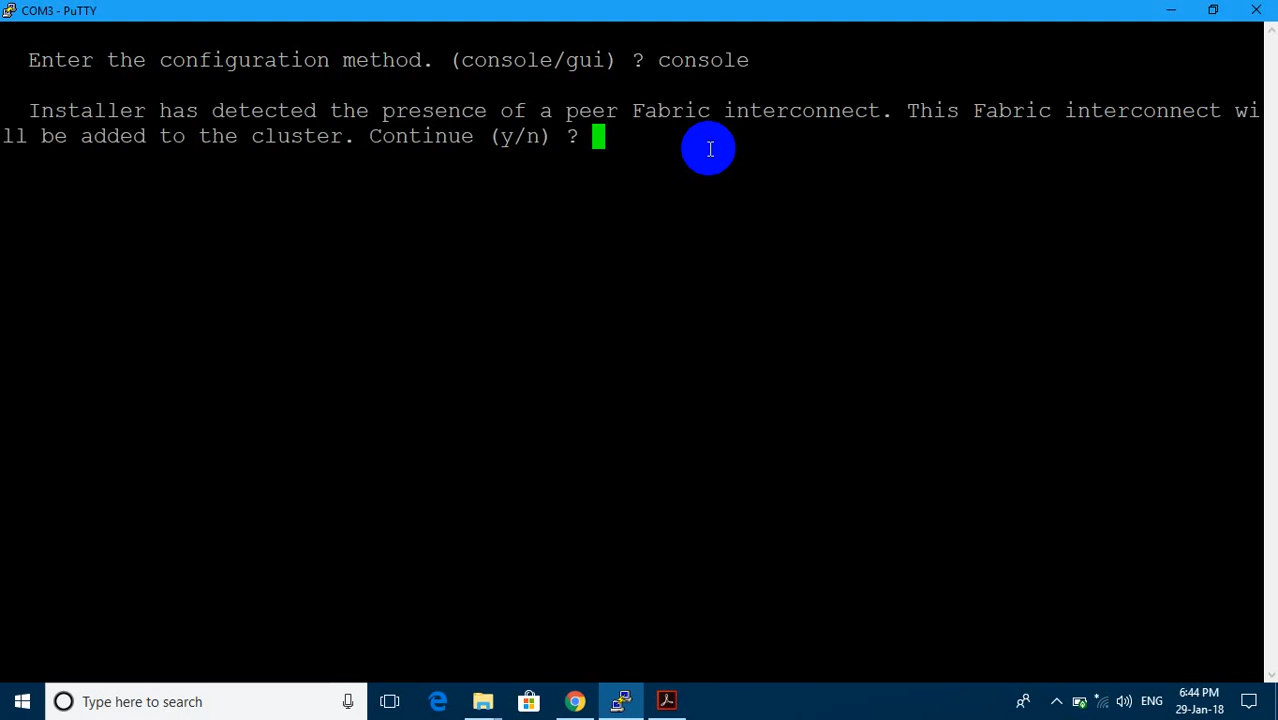 COM3 - PuTTY
Enter the configuration method. (console/gui) ? console
Installer has detected the presence of a peer Fabric interconnect. This Fabric interconnect wi
ll be added to the cluster. Continue (y/n) ?
Type here to search
ENG
6:44 PM
29-Jan-18